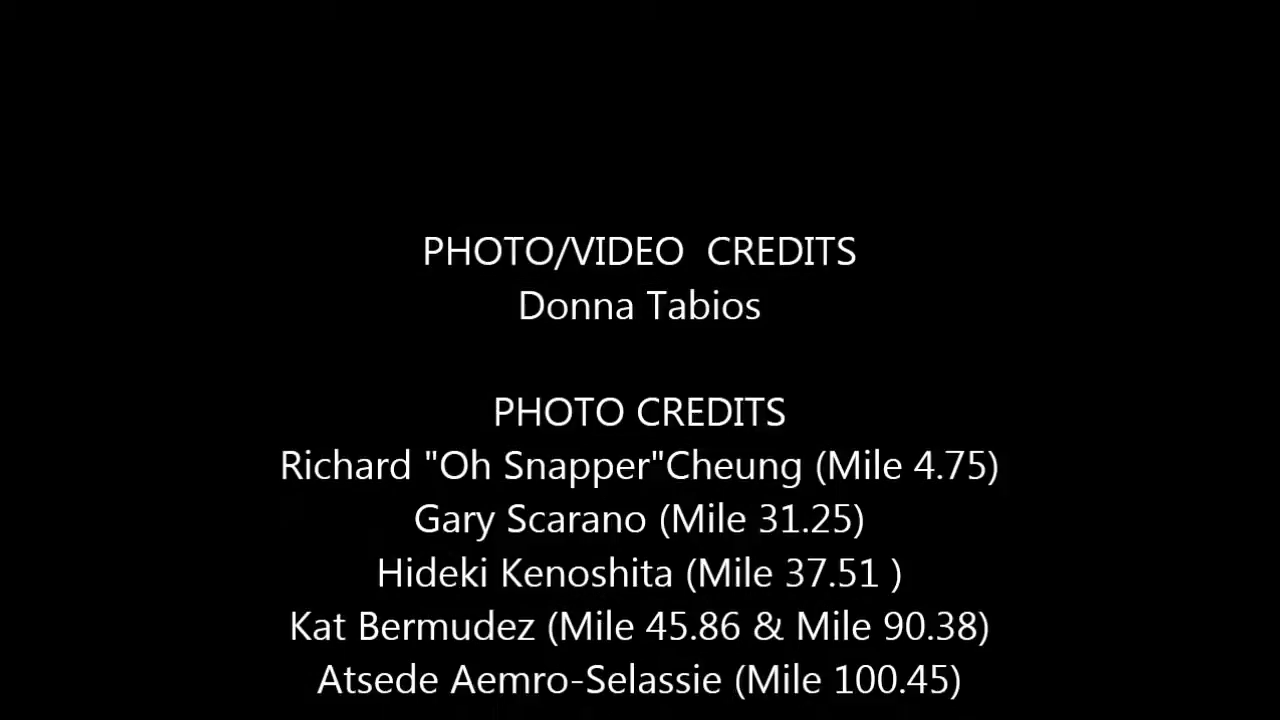 PHOTO/VIDEO  CREDITS
Donna Tabios
PHOTO CREDITS
Richard "Oh Snapper"Cheung (Mile 4.75)
Gary Scarano (Mile 31.25)
Hideki Kenoshita (Mile 37.51 )
Kat Bermudez (Mile 45.86 & Mile 90.38)
Atsede Aemro-Selassie (Mile 100.45)